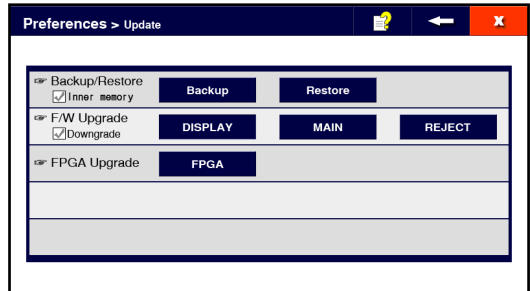 Preferences > Update
X
☞ Backup/Restore
Inner memory
Backup
Restore
☞ F/W Upgrade
Downgrade
DISPLAY
MAIN
REJECT
☞ FPGA Upgrade
FPGA